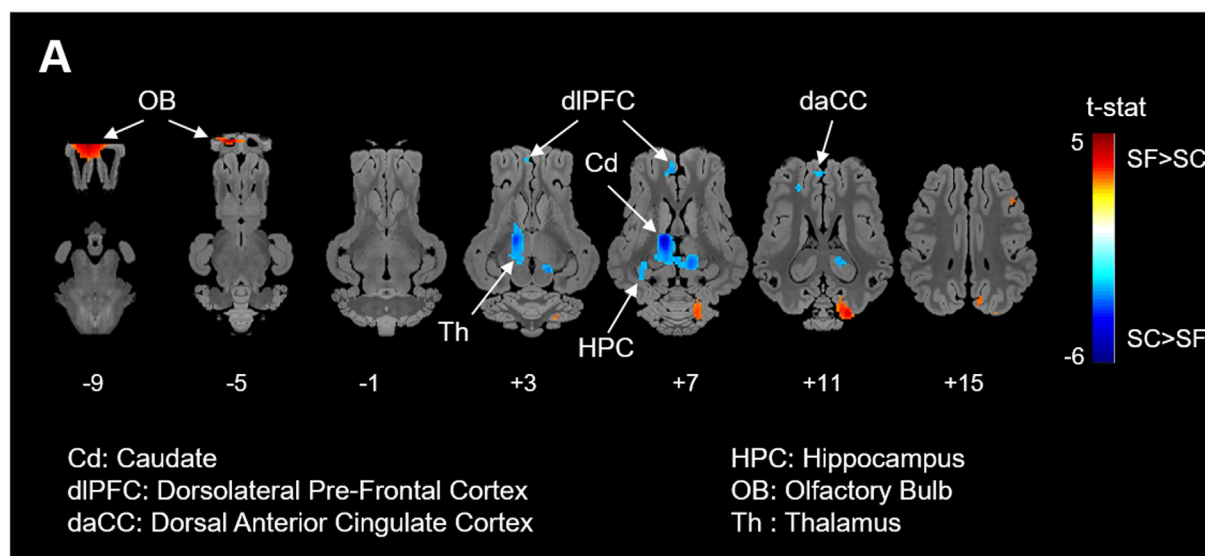 A
OB
dlPFC
daCC
t-stat
5
SF>SC
Cd
Th
HPC
-6
SC>SF
-9
-5
-1
+3
+7
+11
+15
Cd: Caudate
dlPFC: Dorsolateral Pre-Frontal Cortex
daCC: Dorsal Anterior Cingulate Cortex
HPC: Hippocampus
OB: Olfactory Bulb
Th : Thalamus